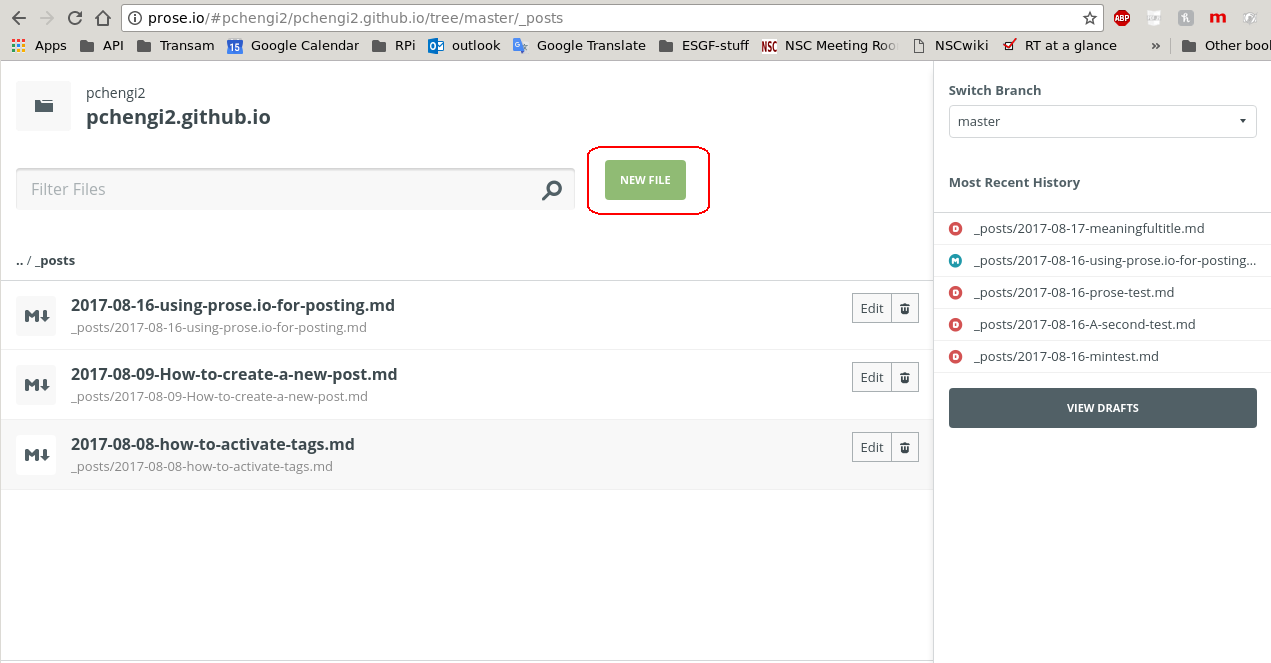 prose.io/#pchengi2/pchengi2.github.io/tree/master/_posts
ABP
m
Apps API Transam 15 Google Calendar RPi outlook Google Translate ESGF-stuff NSC NSC Meeting Roo NSCwiki RT at a glance » Other bool
pchengi2
pchengi2.github.io
Filter Files
NEW FILE
.. / _posts
2017-08-16-using-prose.io-for-posting.md
_posts/2017-08-16-using-prose.io-for-posting.md
Edit
2017-08-09-How-to-create-a-new-post.md
_posts/2017-08-09-How-to-create-a-new-post.md
Edit
2017-08-08-how-to-activate-tags.md
_posts/2017-08-08-how-to-activate-tags.md
Edit
Switch Branch
master
Most Recent History
D _posts/2017-08-17-meaningfultitle.md
M _posts/2017-08-16-using-prose.io-for-posting...
D _posts/2017-08-16-prose-test.md
D _posts/2017-08-16-A-second-test.md
D _posts/2017-08-16-mintest.md
VIEW DRAFTS